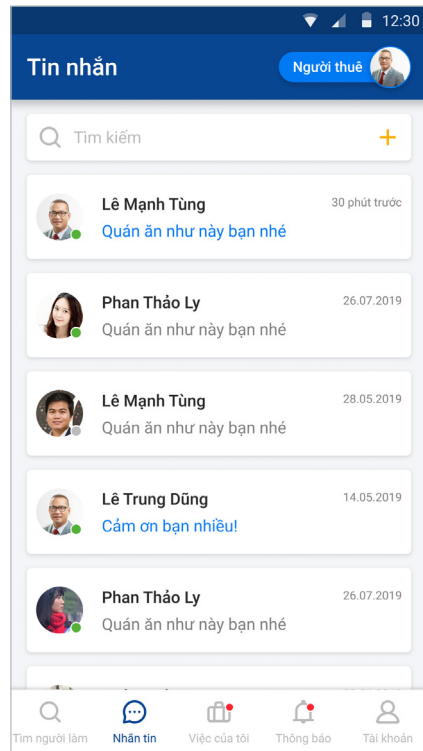 12:30
Tin nhắn
Người thuê
Tìm kiếm
Lê Mạnh Tùng
30 phút trước
Quán ăn như này bạn nhé
Phan Thảo Ly
26.07.2019
Quán ăn như này bạn nhé
Lê Mạnh Tùng
28.05.2019
Quán ăn như này bạn nhé
Lê Trung Dũng
14.05.2019
Cảm ơn bạn nhiều!
Phan Thảo Ly
26.07.2019
Quán ăn như này bạn nhé
Tìm người làm
Nhắn tin
Việc của tôi
Thông báo
Tài khoản